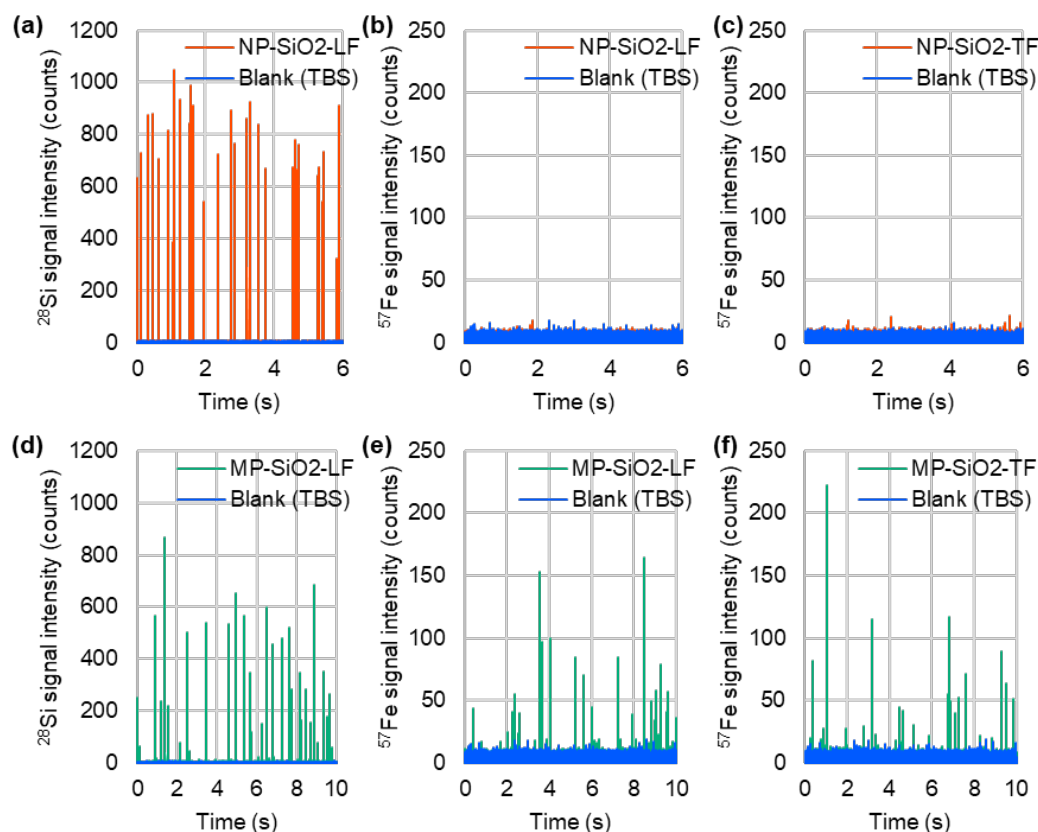 (a)
1200
1000
800
600
400
200
0
²⁸Si signal intensity (counts)
NP-SiO2-LF
Blank (TBS)
0 2 4 6
Time (s)
(b)
250
200
150
100
50
0
⁵⁷Fe signal intensity (counts)
NP-SiO2-LF
Blank (TBS)
0 2 4 6
Time (s)
(c)
250
200
150
100
50
0
⁵⁷Fe signal intensity (counts)
NP-SiO2-TF
Blank (TBS)
0 2 4 6
Time (s)
(d)
1200
1000
800
600
400
200
0
²⁸Si signal intensity (counts)
MP-SiO2-LF
Blank (TBS)
0 2 4 6 8 10
Time (s)
(e)
250
200
150
100
50
0
⁵⁷Fe signal intensity (counts)
MP-SiO2-LF
Blank (TBS)
0 2 4 6 8 10
Time (s)
(f)
250
200
150
100
50
0
⁵⁷Fe signal intensity (counts)
MP-SiO2-TF
Blank (TBS)
0 2 4 6 8 10
Time (s)